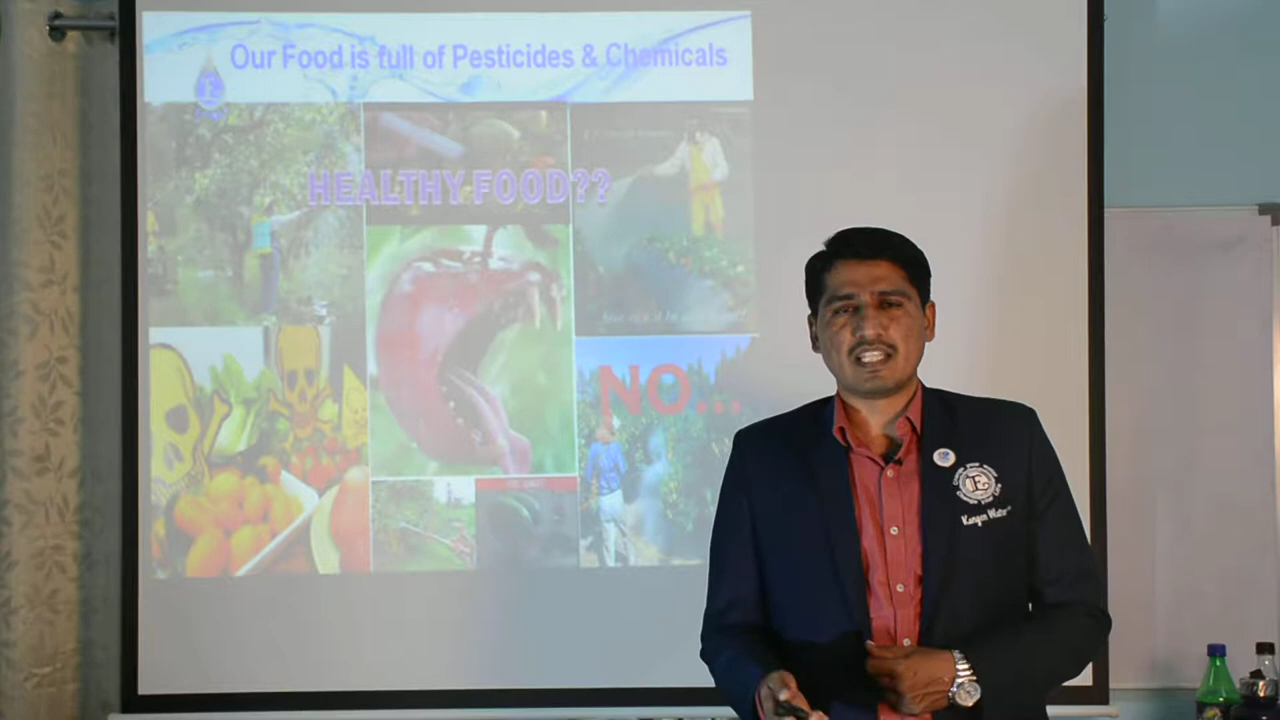 Our Food is full of Pesticides & Chemicals
HEALTHY FOOD??
NO...
E
Kangen Water